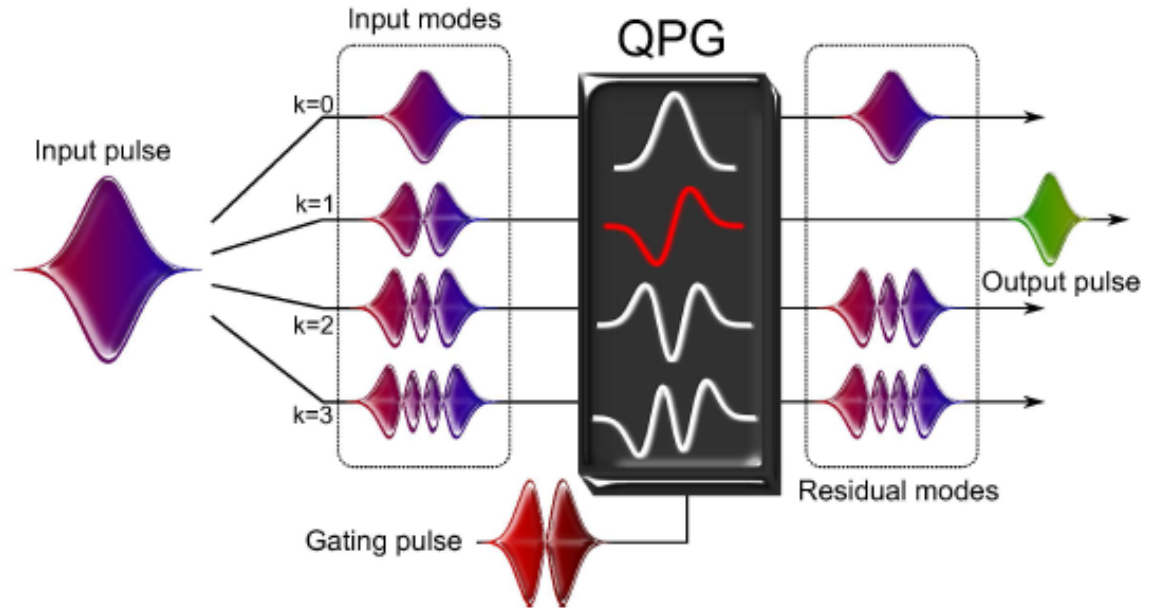 Input modes
QPG
k=0
Input pulse
k=1
Output pulse
k=2
k=3
Residual modes
Gating pulse